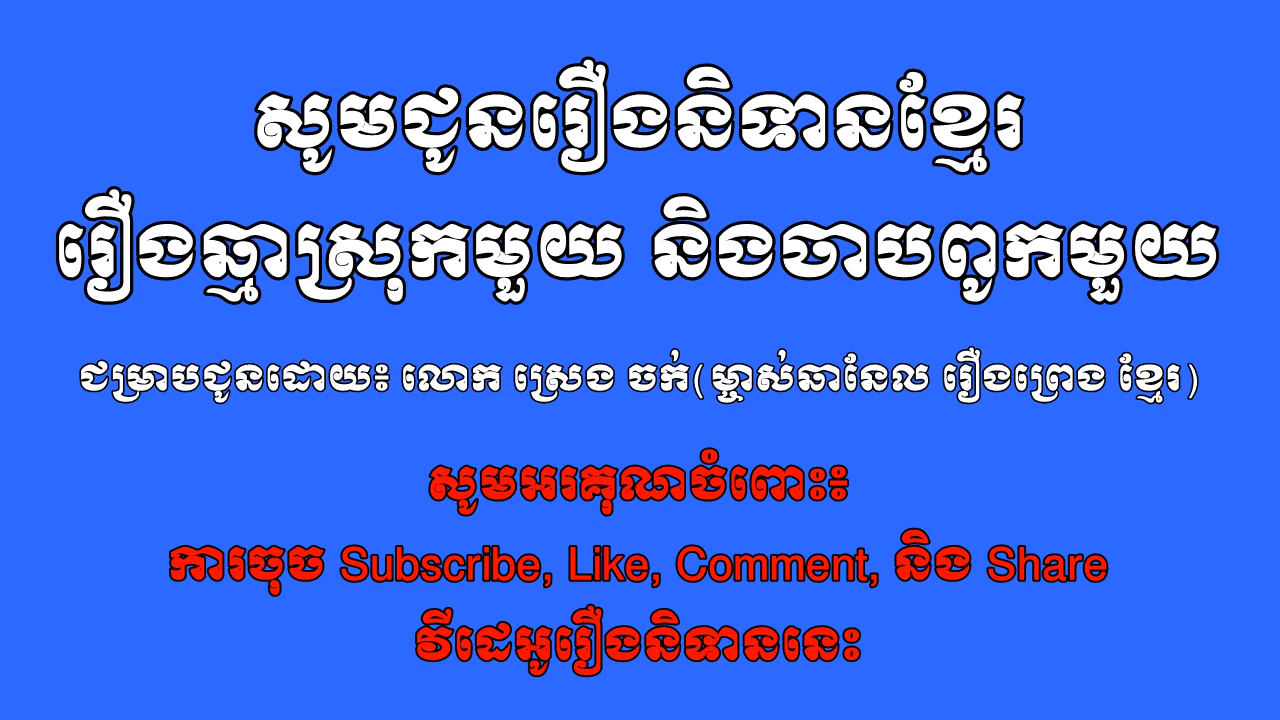 សូមជូនរឿងនិទានខ្មែរ
រឿងឆ្មាស្រុកមួយ និងចាបពូកមួយ
ជម្រាបជូនដោយ៖ លោក ស្រេង ចក់(ម្ចាស់ឆានែល រឿងព្រេង ខ្មែរ)
សូមអរគុណចំពោះ៖
ការចុច Subscribe, Like, Comment, និង Share
វីដេអូរឿងនិទាននេះ